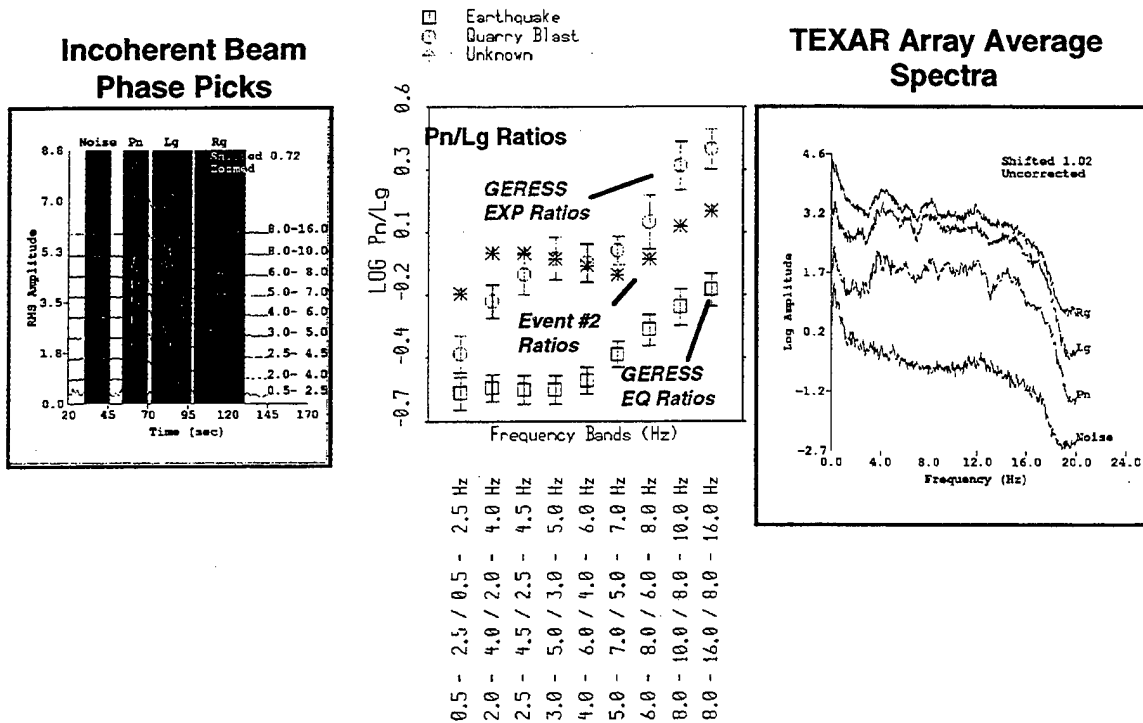 Incoherent Beam
Phase Picks
Earthquake
Quarry Blast
Unknown
TEXAR Array Average
Spectra
Noise Pn Lg Rg
Shifted 0.72
Zoomed
8.8
7.0
5.3
3.5
1.8
0.0
RMS Amplitude
8.0-16.0
8.0-10.0
6.0- 8.0
5.0- 7.0
4.0- 6.0
3.0- 5.0
2.5- 4.5
2.0- 4.0
0.5- 2.5
20 45 70 95 120 145 170
Time (sec)
Pn/Lg Ratios
0.6
0.3
0.1
-0.2
-0.4
-0.7
LOG Pn/Lg
GERESS
EXP Ratios
Event #2
Ratios
GERESS
EQ Ratios
Frequency Bands (Hz)
0.5 - 2.5 / 0.5 - 2.5 Hz
2.0 - 4.0 / 2.0 - 4.0 Hz
2.5 - 4.5 / 2.5 - 4.5 Hz
3.0 - 5.0 / 3.0 - 5.0 Hz
4.0 - 6.0 / 4.0 - 6.0 Hz
5.0 - 7.0 / 5.0 - 7.0 Hz
6.0 - 8.0 / 6.0 - 8.0 Hz
8.0 - 10.0 / 8.0 - 10.0 Hz
8.0 - 16.0 / 8.0 - 16.0 Hz
Shifted 1.02
Uncorrected
4.6
3.2
1.7
0.2
-1.2
-2.7
Log Amplitude
Rg
Lg
Pn
Noise
0.0 4.0 8.0 12.0 16.0 20.0 24.0
Frequency (Hz)